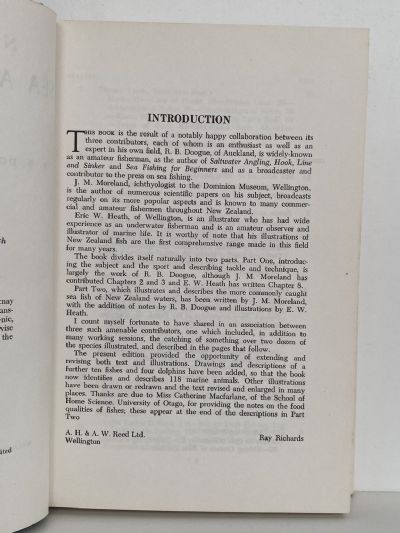 INTRODUCTION
THIS BOOK is the result of a notably happy collaboration between its
three contributors, each of whom is an enthusiast as well as an
expert in his own field, R. B. Doogue, of Auckland, is widely-known
as an amateur fisherman, as the author of Saltwater Angling, Hook, Line
and Sinker and Sea Fishing for Beginners and as a broadcaster and
contributor to the press on sea fishing.
J. M. Moreland, ichthyologist to the Dominion Museum, Wellington,
is the author of numerous scientific papers on his subject, broadcasts
regularly on its more popular aspects and is known to many commer-
cial and amateur fishermen throughout New Zealand.
Eric W. Heath, of Wellington, is an illustrator who has had wide
experience as an underwater fisherman and is an amateur observer and
illustrator of marine life. It is worthy of note that his illustrations of
New Zealand fish are the first comprehensive range made in this field
for many years.
The book divides itself naturally into two parts. Part One, introduc-
ing the subject and the sport and describing tackle and technique, is
largely the work of R. B. Doogue, although J. M. Moreland has
contributed Chapters 2 and 3 and E. W. Heath has written Chapter 8.
Part Two, which illustrates and describes the more commonly caught
sea fish of New Zealand waters, has been written by J. M. Moreland,
with the addition of notes by R. B. Doogue and illustrations by E. W.
Heath.
I count myself fortunate to have shared in an association between
three such amenable contributors, one which included, in addition to
many working sessions, the catching of something over two dozen of
the species illustrated, and described in the pages that follow.
The present edition provided the opportunity of extending and
revising both text and illustrations. Drawings and descriptions of a
further ten fishes and four dolphins have been added, so that the book
now identifies and describes 118 marine animals. Other illustrations
have been drawn or redrawn and the text revised and enlarged in many
places. Thanks are due to Miss Catherine Macfarlane, of the School of
Home Science, University of Otago, for providing the notes on the food
qualities of fishes; these appear at the end of the descriptions in Part
Two
A. H. & A. W. Reed Ltd.
Wellington
Ray Richards